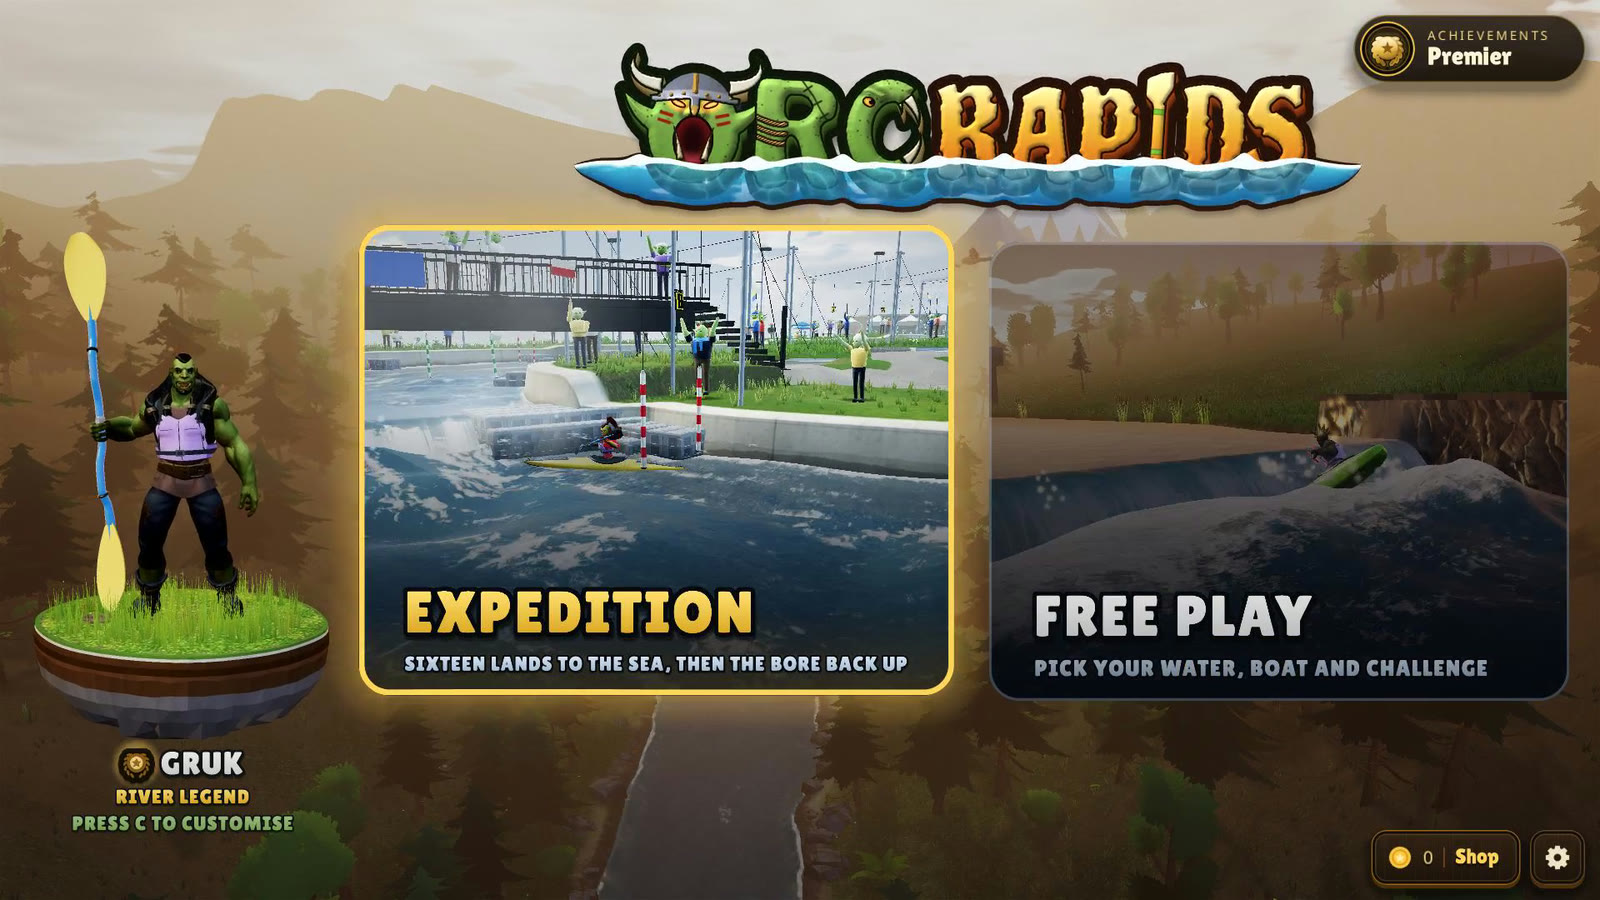 ACHIEVEMENTS
Premier
ORC RAPIDS
EXPEDITION
SIXTEEN LANDS TO THE SEA, THEN THE BORE BACK UP
FREE PLAY
PICK YOUR WATER, BOAT AND CHALLENGE
GRUK
RIVER LEGEND
PRESS C TO CUSTOMISE
0 | Shop